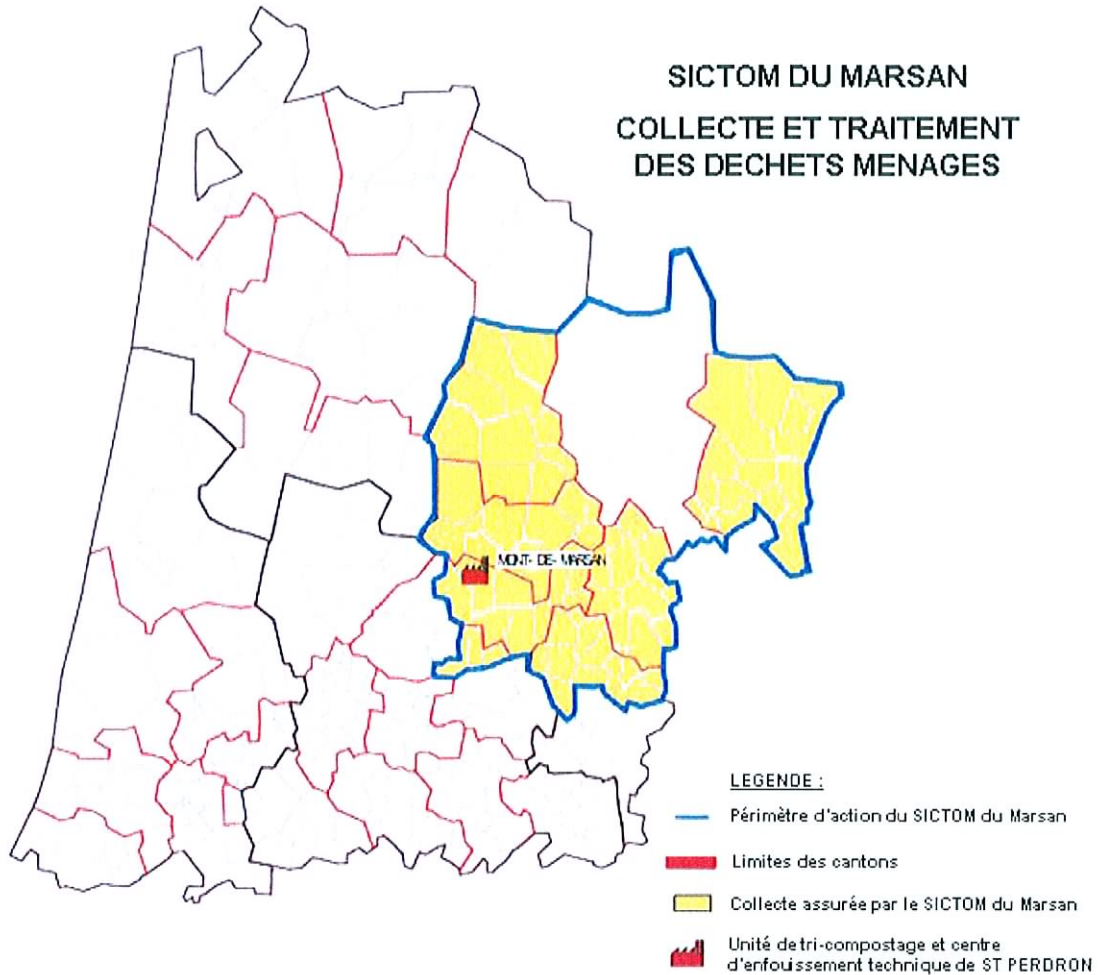 SICTOM DU MARSAN
COLLECTE ET TRAITEMENT
DES DECHETS MENAGES
MONT-DE-MARSAN
LEGENDE :
Périmètre d'action du SICTOM du Marsan
Limites des cantons
Collecte assurée par le SICTOM du Marsan
Unité de tri-compostage et centre
d'enfouissement technique de ST PERDRON